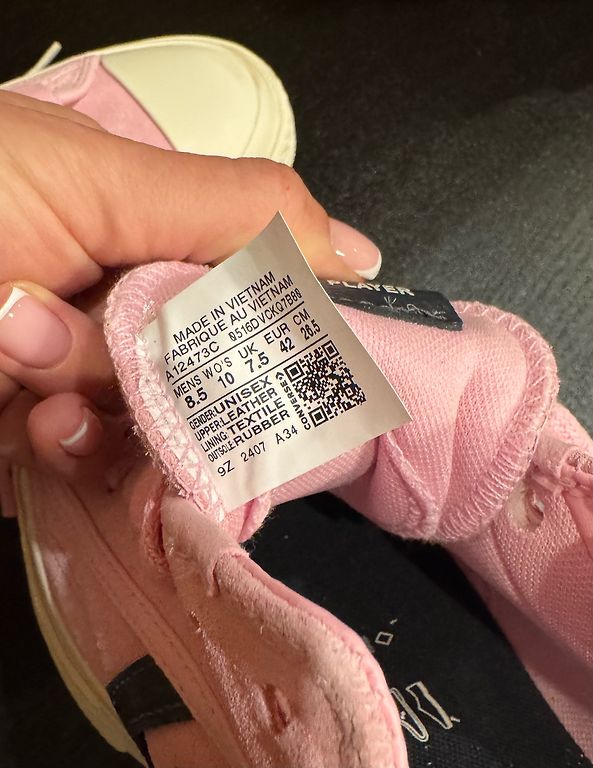 PLAYER
MADE IN VIETNAM
FABRIQUE AU VIETNAM
A12473C 0516DVCKG7B08
MENS WO'S UK EUR CM
8.5 10 7.5 42 26.5
GENDER: UNISEX
UPPER: LEATHER
LINING: TEXTILE
OUTSOLE: RUBBER
CONVERSE
9Z 2407 A34